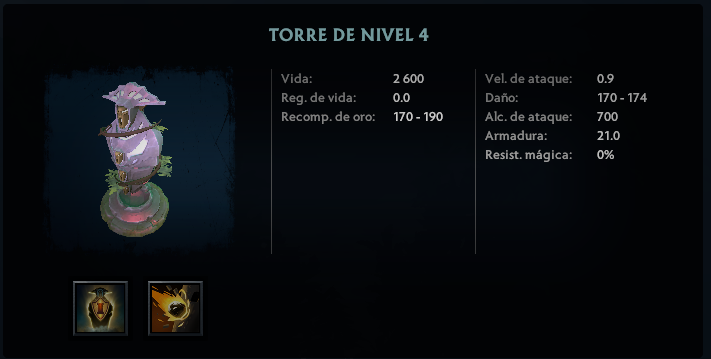 TORRE DE NIVEL 4
Vida: 2 600
Reg. de vida: 0.0
Recomp. de oro: 170 - 190
Vel. de ataque: 0.9
Daño: 170 - 174
Alc. de ataque: 700
Armadura: 21.0
Resist. mágica: 0%